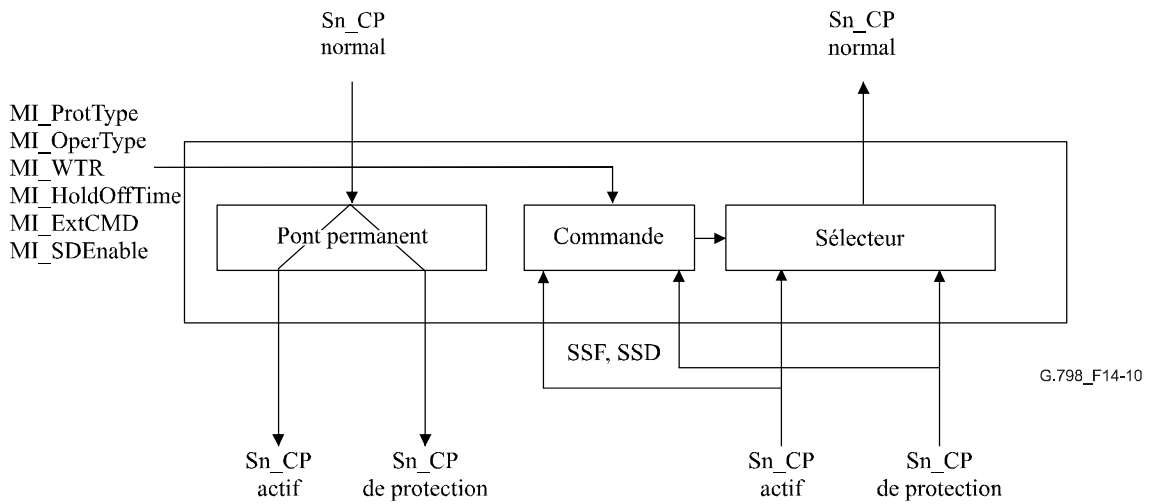 Sn_CP
normal
Sn_CP
normal
MI_ProtType
MI_OperType
MI_WTR
MI_HoldOffTime
MI_ExtCMD
MI_SDEnable
Pont permanent
Commande
Sélecteur
SSF, SSD
G.798_F14-10
Sn_CP
actif
Sn_CP
de protection
Sn_CP
actif
Sn_CP
de protection